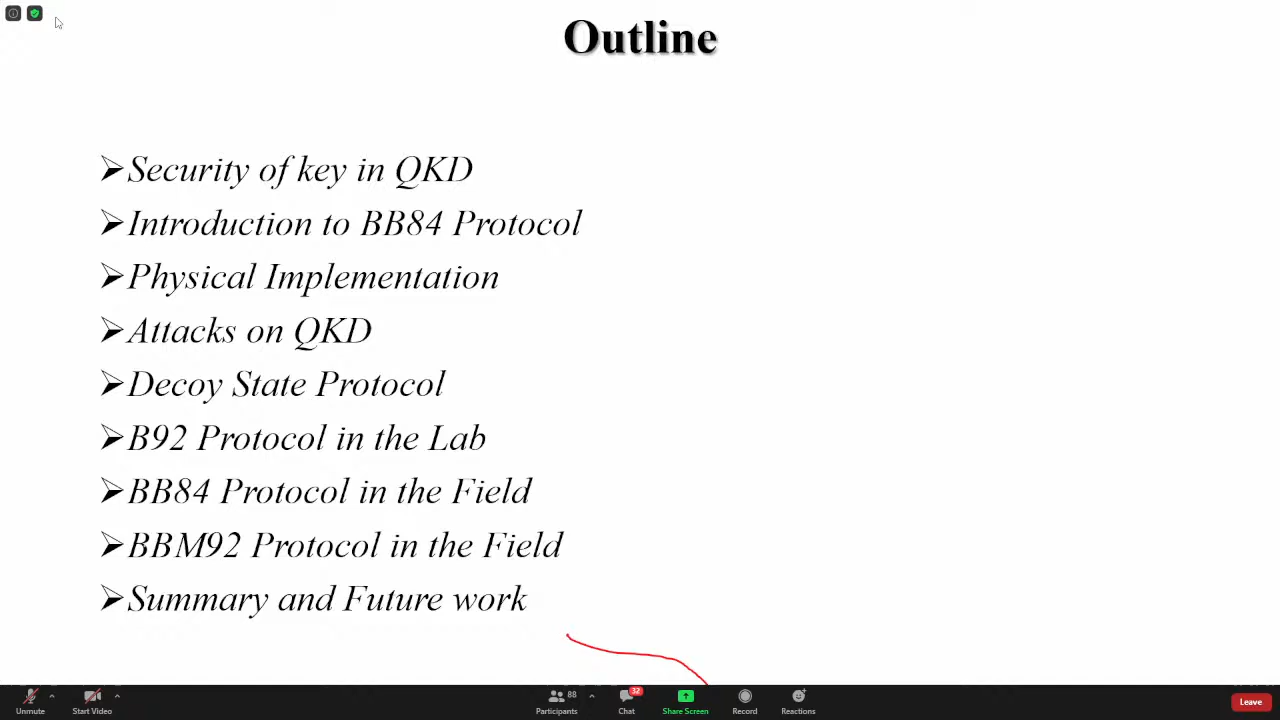 Outline
➢Security of key in QKD
➢Introduction to BB84 Protocol
➢Physical Implementation
➢Attacks on QKD
➢Decoy State Protocol
➢B92 Protocol in the Lab
➢BB84 Protocol in the Field
➢BBM92 Protocol in the Field
➢Summary and Future work
88
32
Unmute Start Video Participants Chat Share Screen Record Reactions Leave